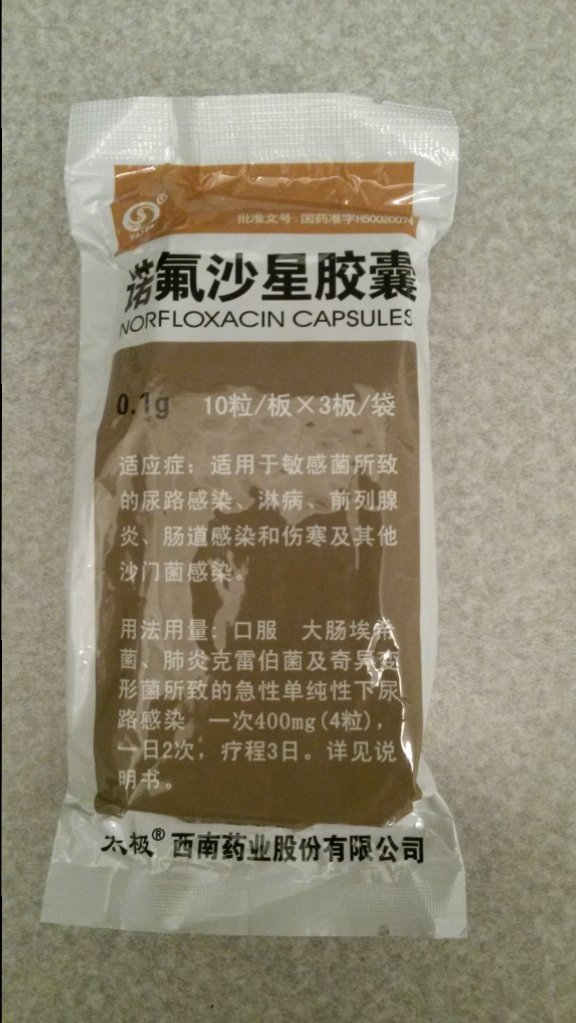 批准文号:国药准字H5002007
诺氟沙星胶囊
NORFLOXACIN CAPSULES
0.1g 10粒/板×3板/袋
适应症：适用于敏感菌所致
的尿路感染、淋病、前列腺
炎、肠道感染和伤寒及其他
沙门菌感染。
用法用量：口服 大肠埃希
菌、肺炎克雷伯菌及奇异变
形菌所致的急性单纯性下尿
路感染 一次400mg(4粒)，
一日2次，疗程3日。详见说
明书。
太极® 西南药业股份有限公司